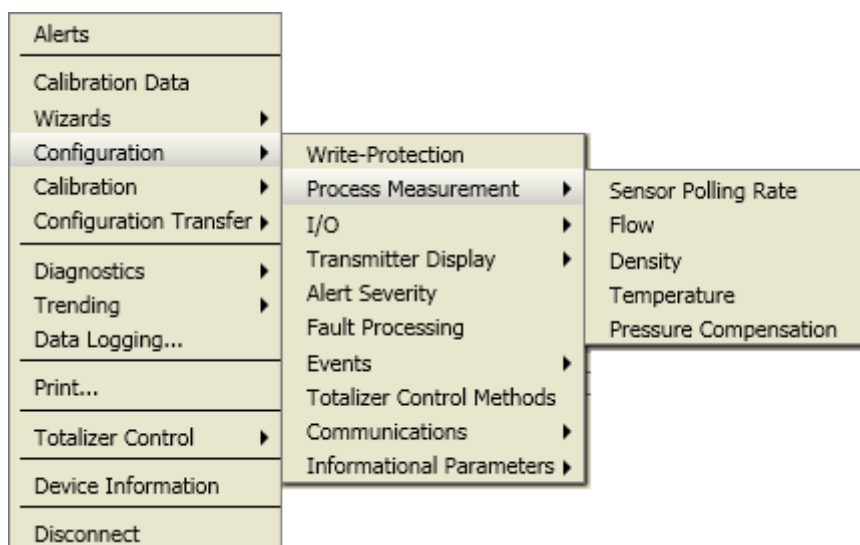 Alerts
Calibration Data
Wizards
Configuration
Calibration
Configuration Transfer
Diagnostics
Trending
Data Logging...
Print...
Totalizer Control
Device Information
Disconnect
Write-Protection
Process Measurement
I/O
Transmitter Display
Alert Severity
Fault Processing
Events
Totalizer Control Methods
Communications
Informational Parameters
Sensor Polling Rate
Flow
Density
Temperature
Pressure Compensation